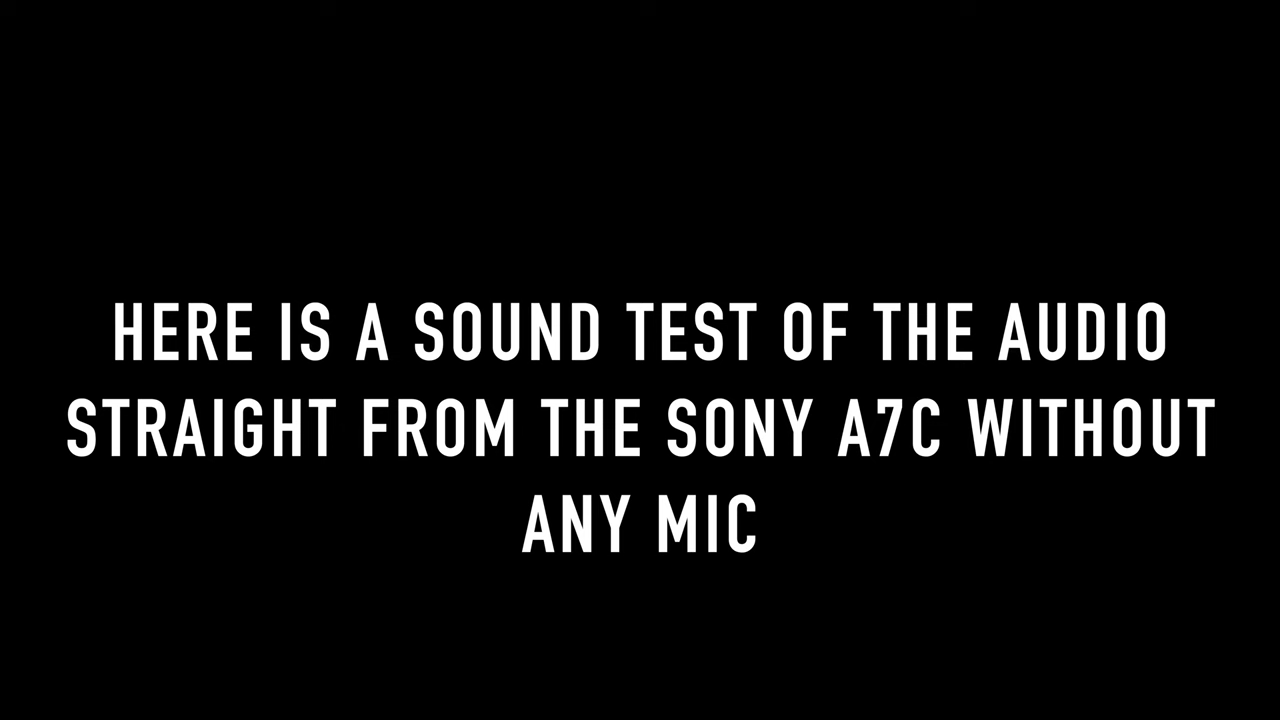 HERE IS A SOUND TEST OF THE AUDIO
STRAIGHT FROM THE SONY A7C WITHOUT
ANY MIC